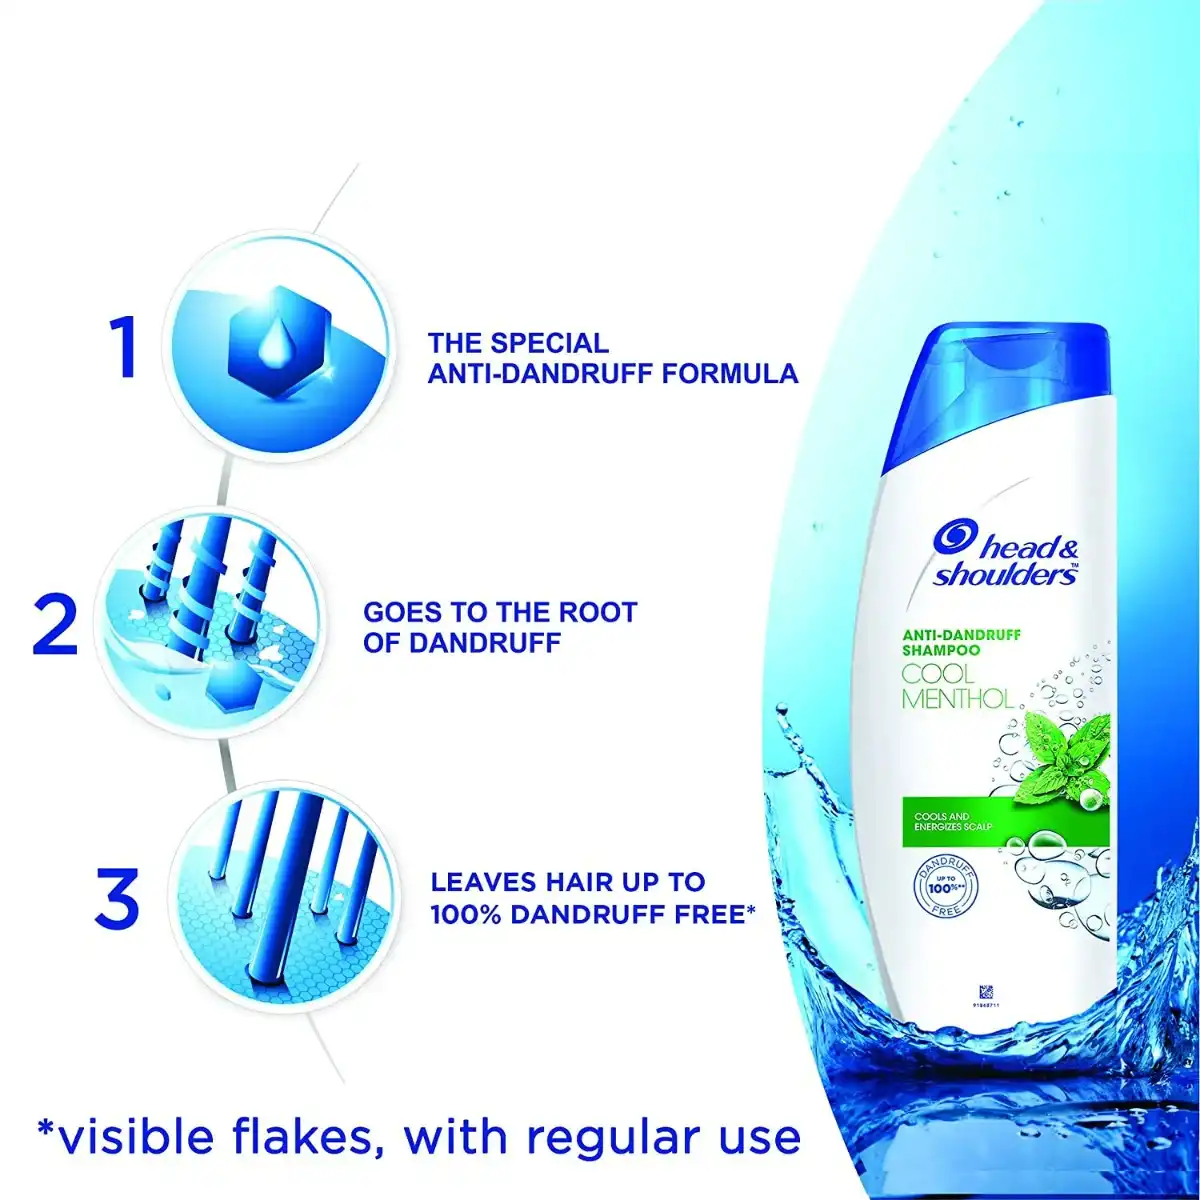 1
THE SPECIAL
ANTI-DANDRUFF FORMULA
2
GOES TO THE ROOT
OF DANDRUFF
3
LEAVES HAIR UP TO
100% DANDRUFF FREE*
*visible flakes, with regular use
head &
shoulders™
ANTI-DANDRUFF
SHAMPOO
COOL
MENTHOL
COOLS AND
ENERGIZES SCALP
DANDRUFF
UP TO
100%**
FREE